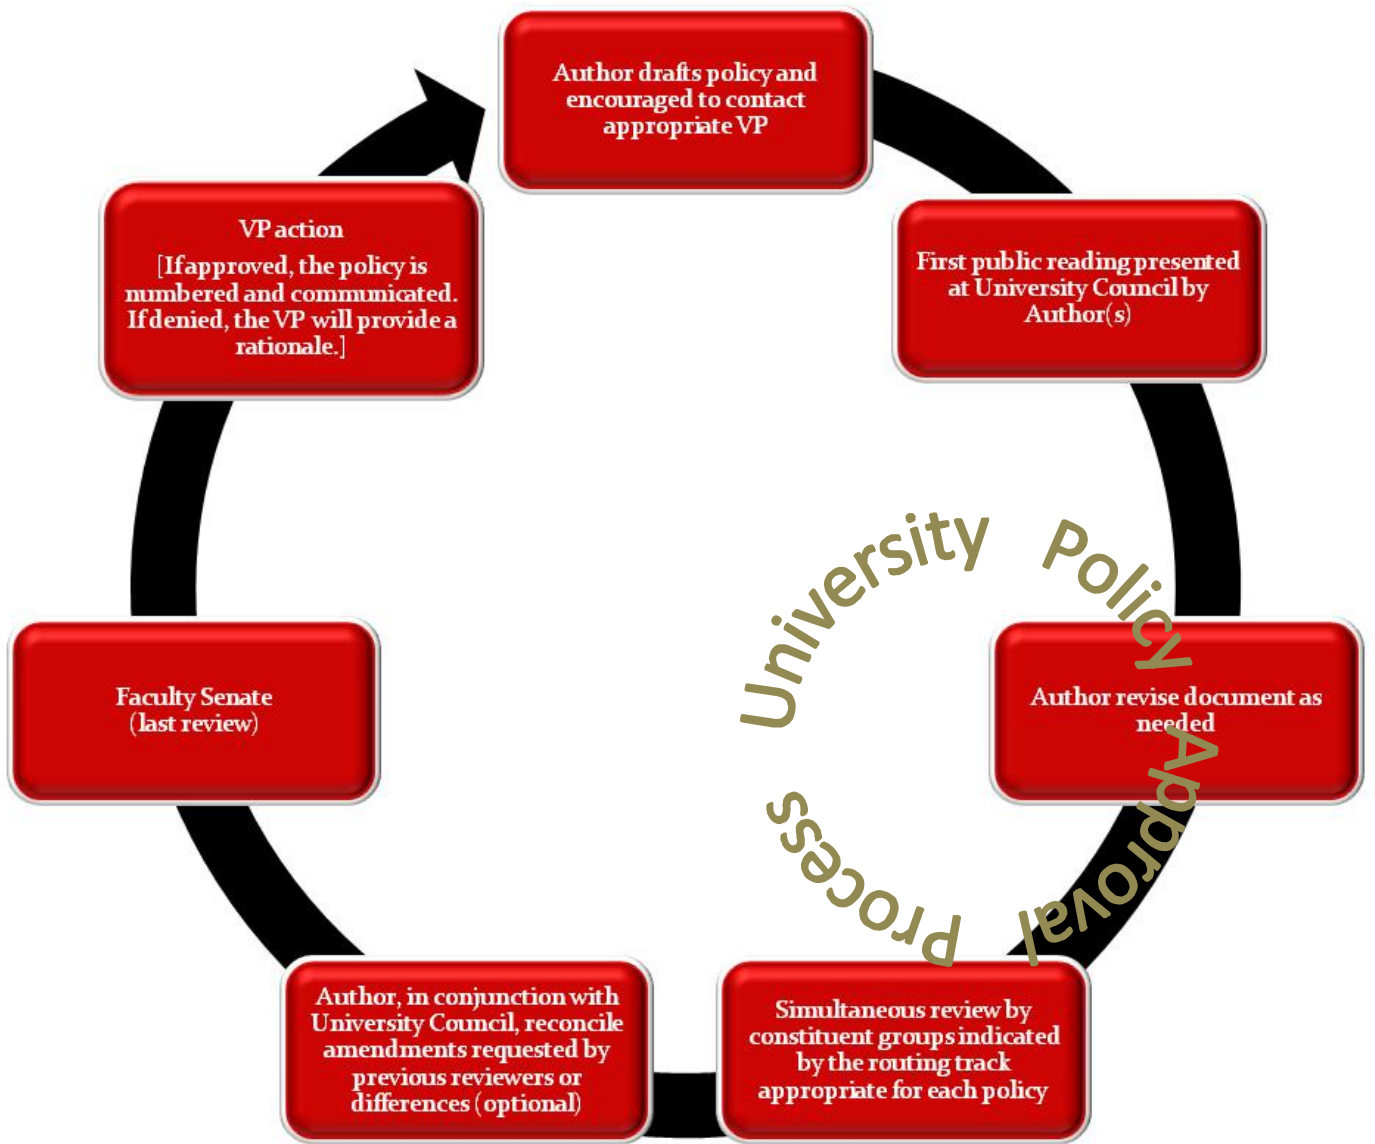 Author drafts policy and
encouraged to contact
appropriate VP
First public reading presented
at University Council by
Author(s)
Author revise document as
needed
Simultaneous review by
constituent groups indicated
by the routing track
appropriate for each policy
Author, in conjunction with
University Council, reconcile
amendments requested by
previous reviewers or
differences (optional)
Faculty Senate
(last review)
VP action
[If approved, the policy is
numbered and communicated.
If denied, the VP will provide a
rationale.]
University Policy Approval Process